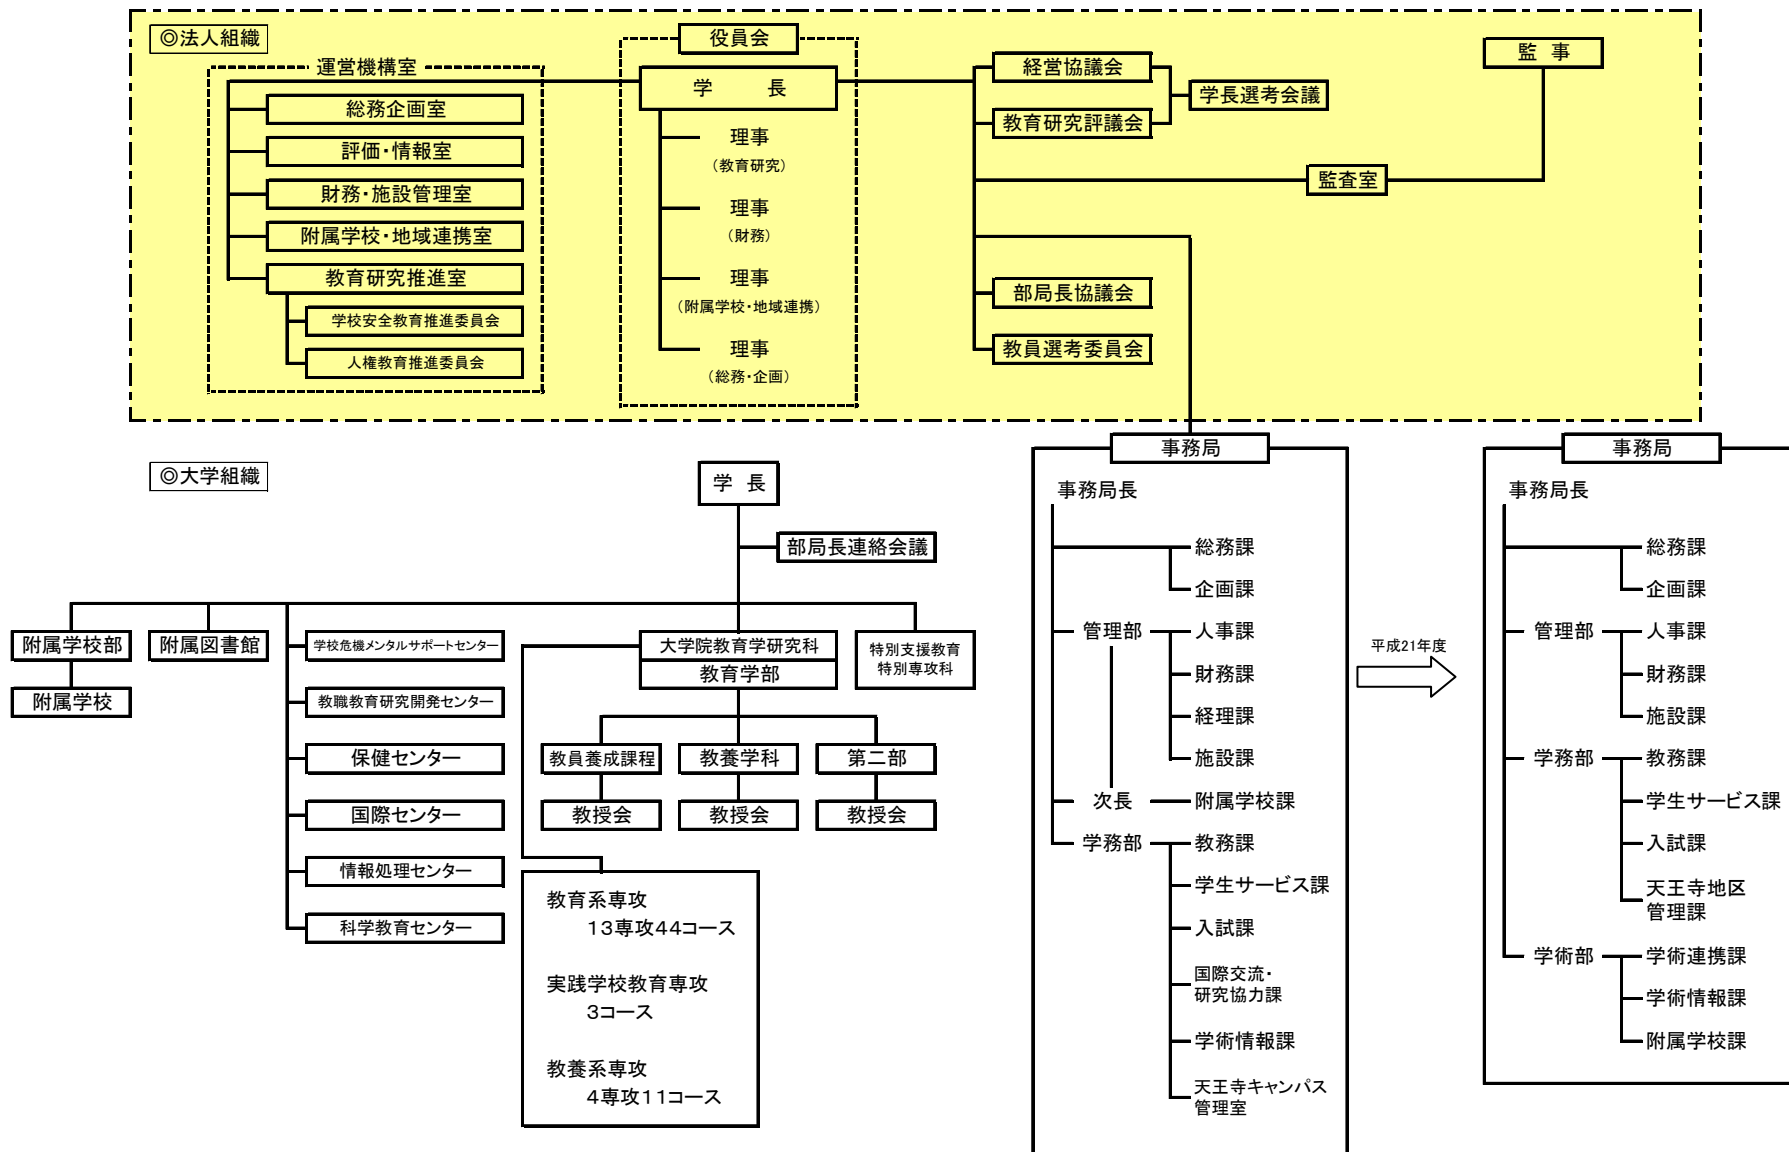 ◎法人組織
運営機構室
総務企画室
評価・情報室
財務・施設管理室
附属学校・地域連携室
教育研究推進室
学校安全教育推進委員会
人権教育推進委員会
役員会
学　長
理事
（教育研究）
理事
（財務）
理事
（附属学校・地域連携）
理事
（総務・企画）
経営協議会
教育研究評議会
学長選考会議
監 事
監査室
部局長協議会
教員選考委員会
◎大学組織
学 長
部局長連絡会議
附属学校部
附属学校
附属図書館
学校危機メンタルサポートセンター
教職教育研究開発センター
保健センター
国際センター
情報処理センター
科学教育センター
大学院教育学研究科
教育学部
特別支援教育
特別専攻科
教員養成課程
教養学科
第二部
教授会
教授会
教授会
教育系専攻
13専攻44コース
実践学校教育専攻
3コース
教養系専攻
4専攻11コース
事務局
事務局長
総務課
企画課
管理部
人事課
財務課
経理課
施設課
次長
附属学校課
学務部
教務課
学生サービス課
入試課
国際交流・
研究協力課
学術情報課
天王寺キャンパス
管理室
平成21年度
事務局
事務局長
総務課
企画課
管理部
人事課
財務課
施設課
学務部
教務課
学生サービス課
入試課
天王寺地区
管理課
学術部
学術連携課
学術情報課
附属学校課